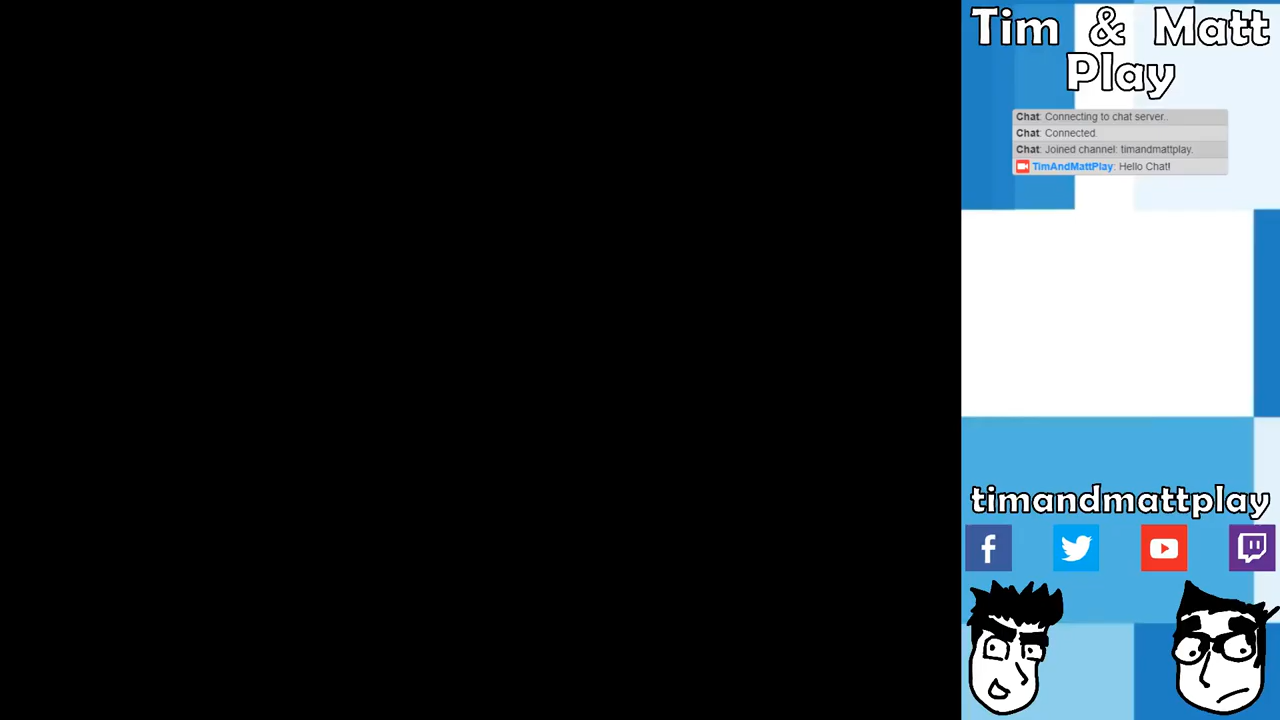 Tim & Matt
Play
Chat: Connecting to chat server..
Chat: Connected.
Chat: Joined channel: timandmattplay.
TimAndMattPlay: Hello Chat!
timandmattplay